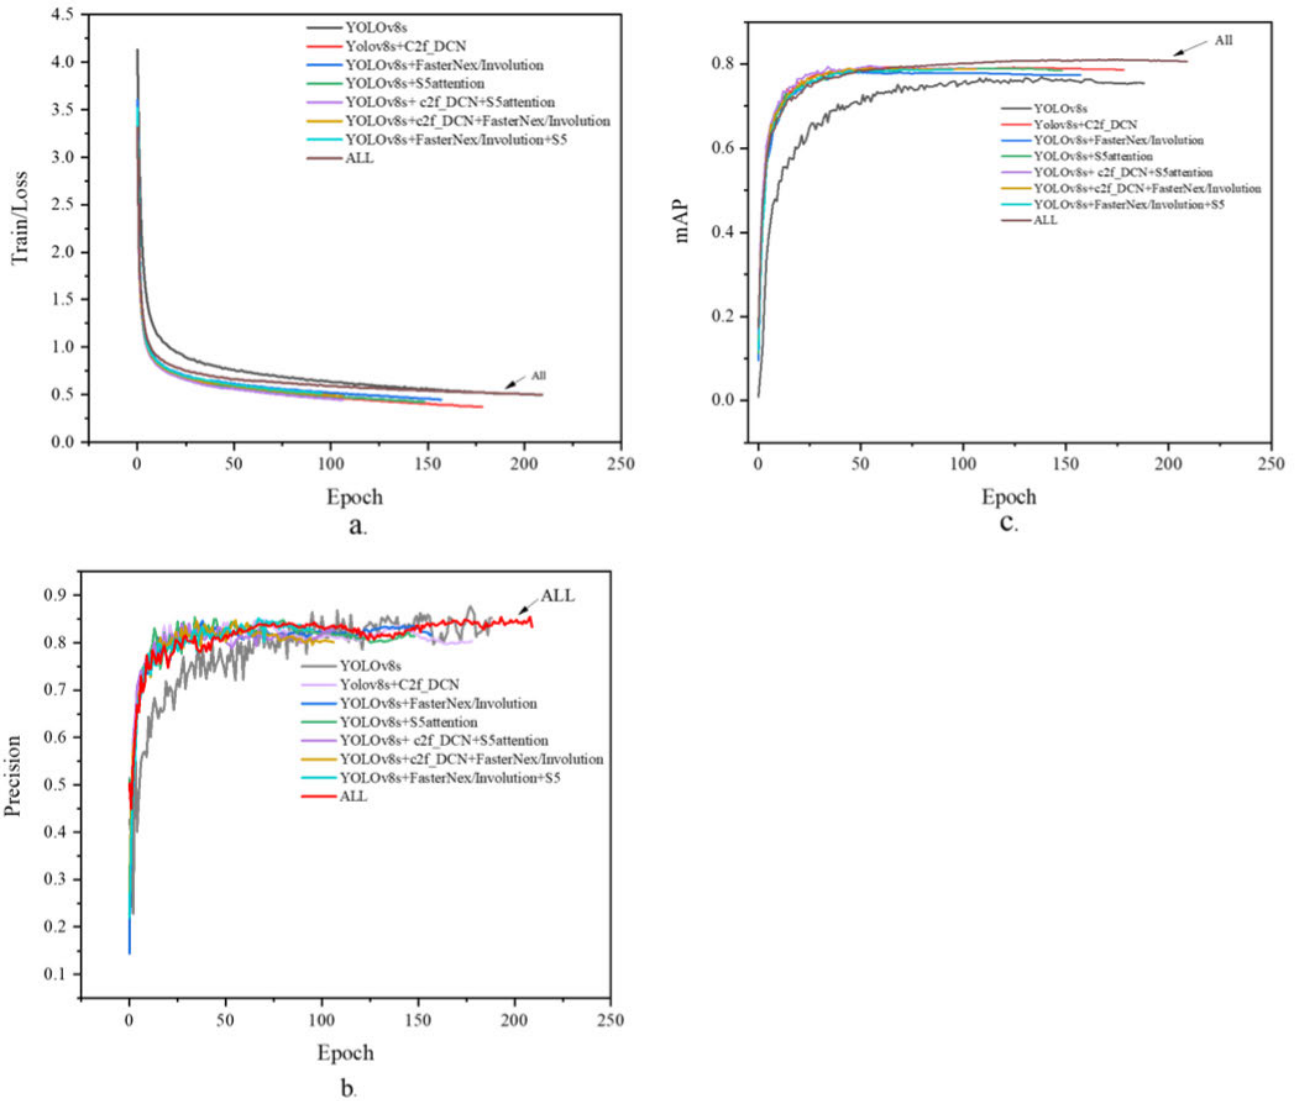 4.5
4.0
3.5
3.0
2.5
2.0
1.5
1.0
0.5
0.0
Train/Loss
YOLOv8s
Yolov8s+C2f_DCN
YOLOv8s+FasterNex/Involution
YOLOv8s+S5attention
YOLOv8s+ c2f_DCN+S5attention
YOLOv8s+c2f_DCN+FasterNex/Involution
YOLOv8s+FasterNex/Involution+S5
ALL
All
0 50 100 150 200 250
Epoch
a.
0.8
0.6
0.4
0.2
0.0
mAP
All
YOLOv8s
Yolov8s+C2f_DCN
YOLOv8s+FasterNex/Involution
YOLOv8s+S5attention
YOLOv8s+ c2f_DCN+S5attention
YOLOv8s+c2f_DCN+FasterNex/Involution
YOLOv8s+FasterNex/Involution+S5
ALL
0 50 100 150 200 250
Epoch
c.
0.9
0.8
0.7
0.6
0.5
0.4
0.3
0.2
0.1
Precision
ALL
YOLOv8s
Yolov8s+C2f_DCN
YOLOv8s+FasterNex/Involution
YOLOv8s+S5attention
YOLOv8s+ c2f_DCN+S5attention
YOLOv8s+c2f_DCN+FasterNex/Involution
YOLOv8s+FasterNex/Involution+S5
ALL
0 50 100 150 200 250
Epoch
b.